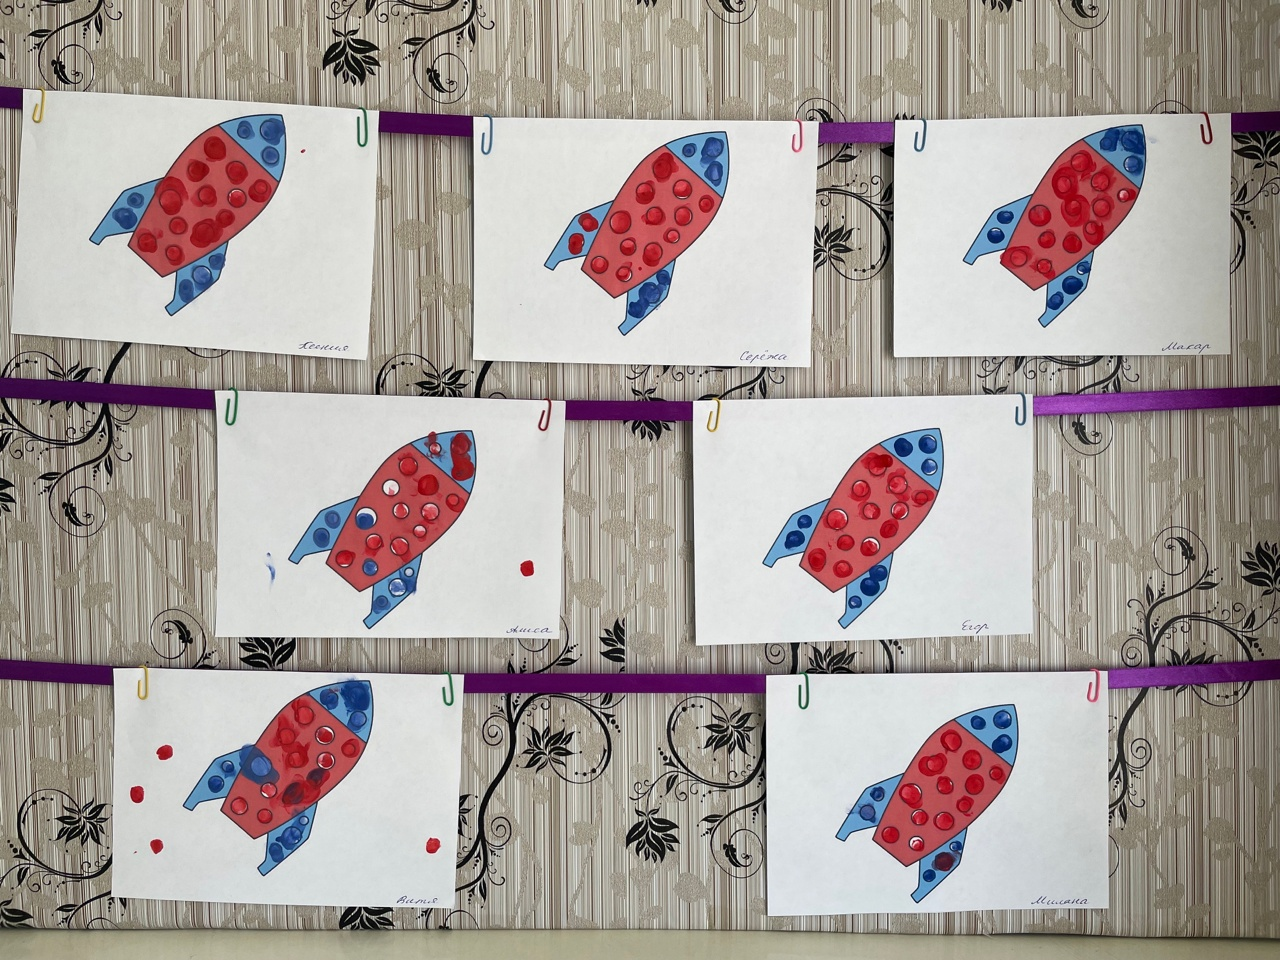 Ксения
Серёжа
Макар
Алиса
Егор
Витя
Милана